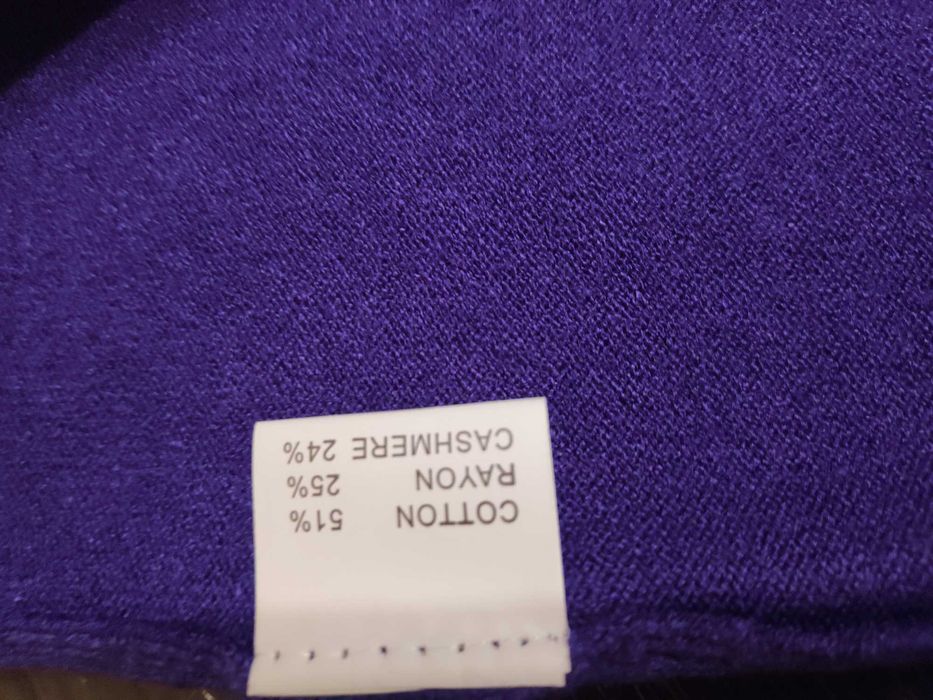 COTTON 51%
RAYON 25%
CASHMERE 24%